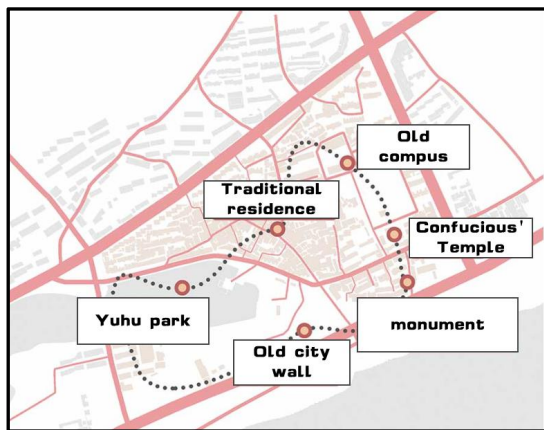 Old
compus
Traditional
residence
Confucious'
Temple
Yuhu park
monument
Old city
wall